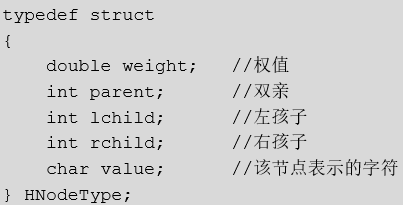 typedef struct
{
    double weight;   //权值
    int parent;      //双亲
    int lchild;      //左孩子
    int rchild;      //右孩子
    char value;      //该节点表示的字符
} HNodeType;